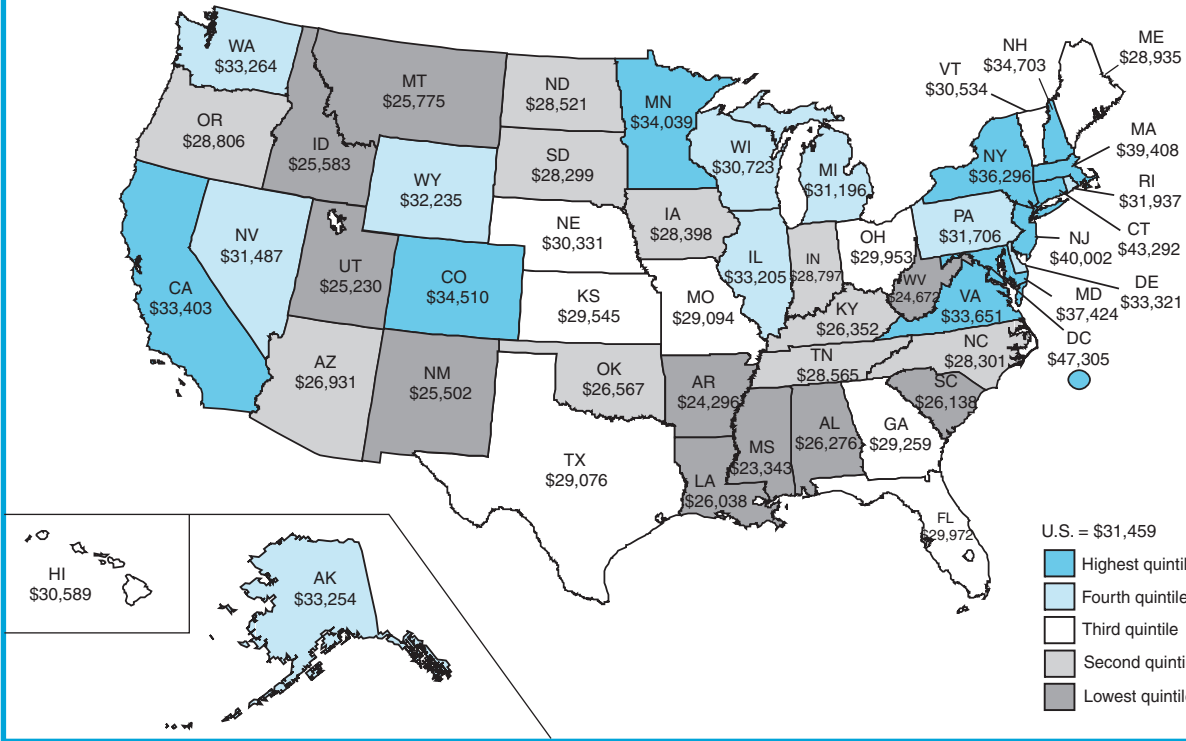 WA
$33,264
OR
$28,806
CA
$33,403
NV
$31,487
ID
$25,583
MT
$25,775
WY
$32,235
UT
$25,230
CO
$34,510
AZ
$26,931
NM
$25,502
ND
$28,521
SD
$28,299
NE
$30,331
KS
$29,545
OK
$26,567
TX
$29,076
MN
$34,039
IA
$28,398
MO
$29,094
AR
$24,296
LA
$26,038
WI
$30,723
IL
$33,205
MI
$31,196
IN
$28,797
OH
$29,953
KY
$26,352
TN
$28,565
MS
$23,343
AL
$26,276
GA
$29,259
FL
$29,972
SC
$26,138
NC
$28,301
VA
$33,651
WV
$24,672
PA
$31,706
NY
$36,296
VT
$30,534
NH
$34,703
ME
$28,935
MA
$39,408
RI
$31,937
CT
$43,292
NJ
$40,002
DE
$33,321
MD
$37,424
DC
$47,305
HI
$30,589
AK
$33,254
U.S. = $31,459
Highest quintil
Fourth quintile
Third quintile
Second quinti
Lowest quintile